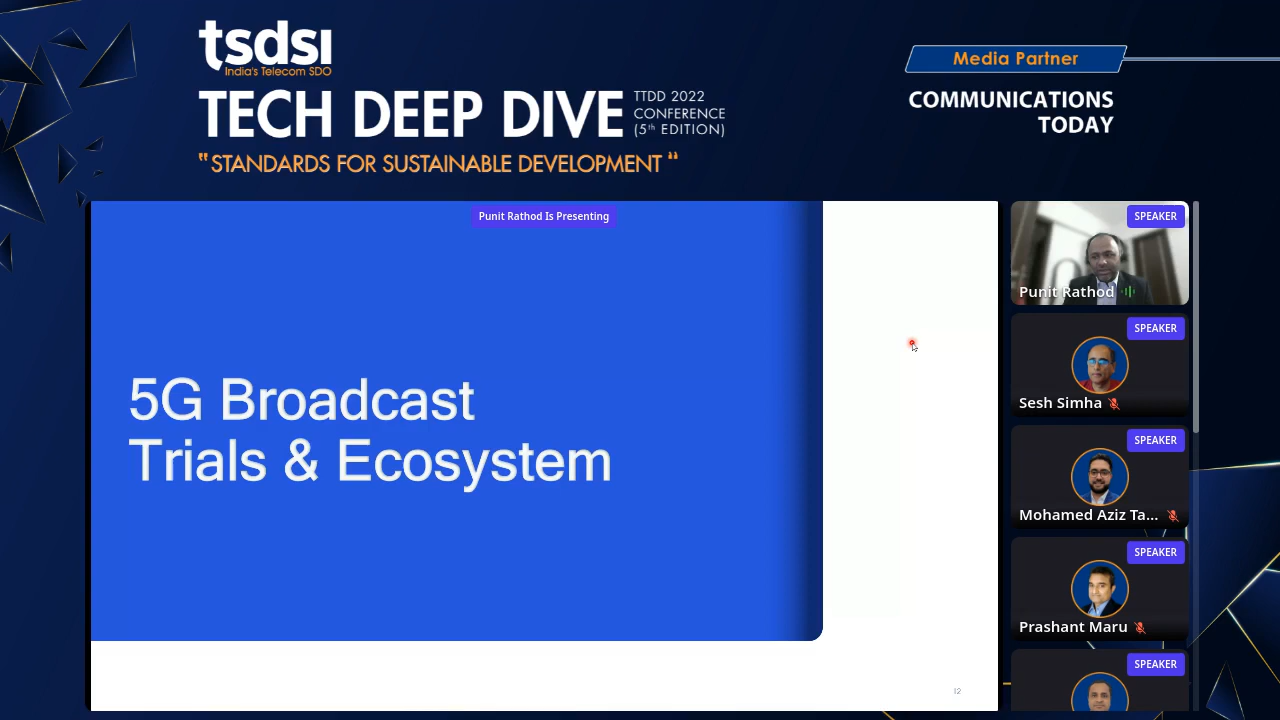 tsdsi
India's Telecom SDO
TECH DEEP DIVE
TTDD 2022
CONFERENCE
(5th EDITION)
"STANDARDS FOR SUSTAINABLE DEVELOPMENT"
Media Partner
COMMUNICATIONS
TODAY
Punit Rathod Is Presenting
5G Broadcast
Trials & Ecosystem
12
SPEAKER
Punit Rathod
SPEAKER
Sesh Simha
SPEAKER
Mohamed Aziz Ta...
SPEAKER
Prashant Maru
SPEAKER